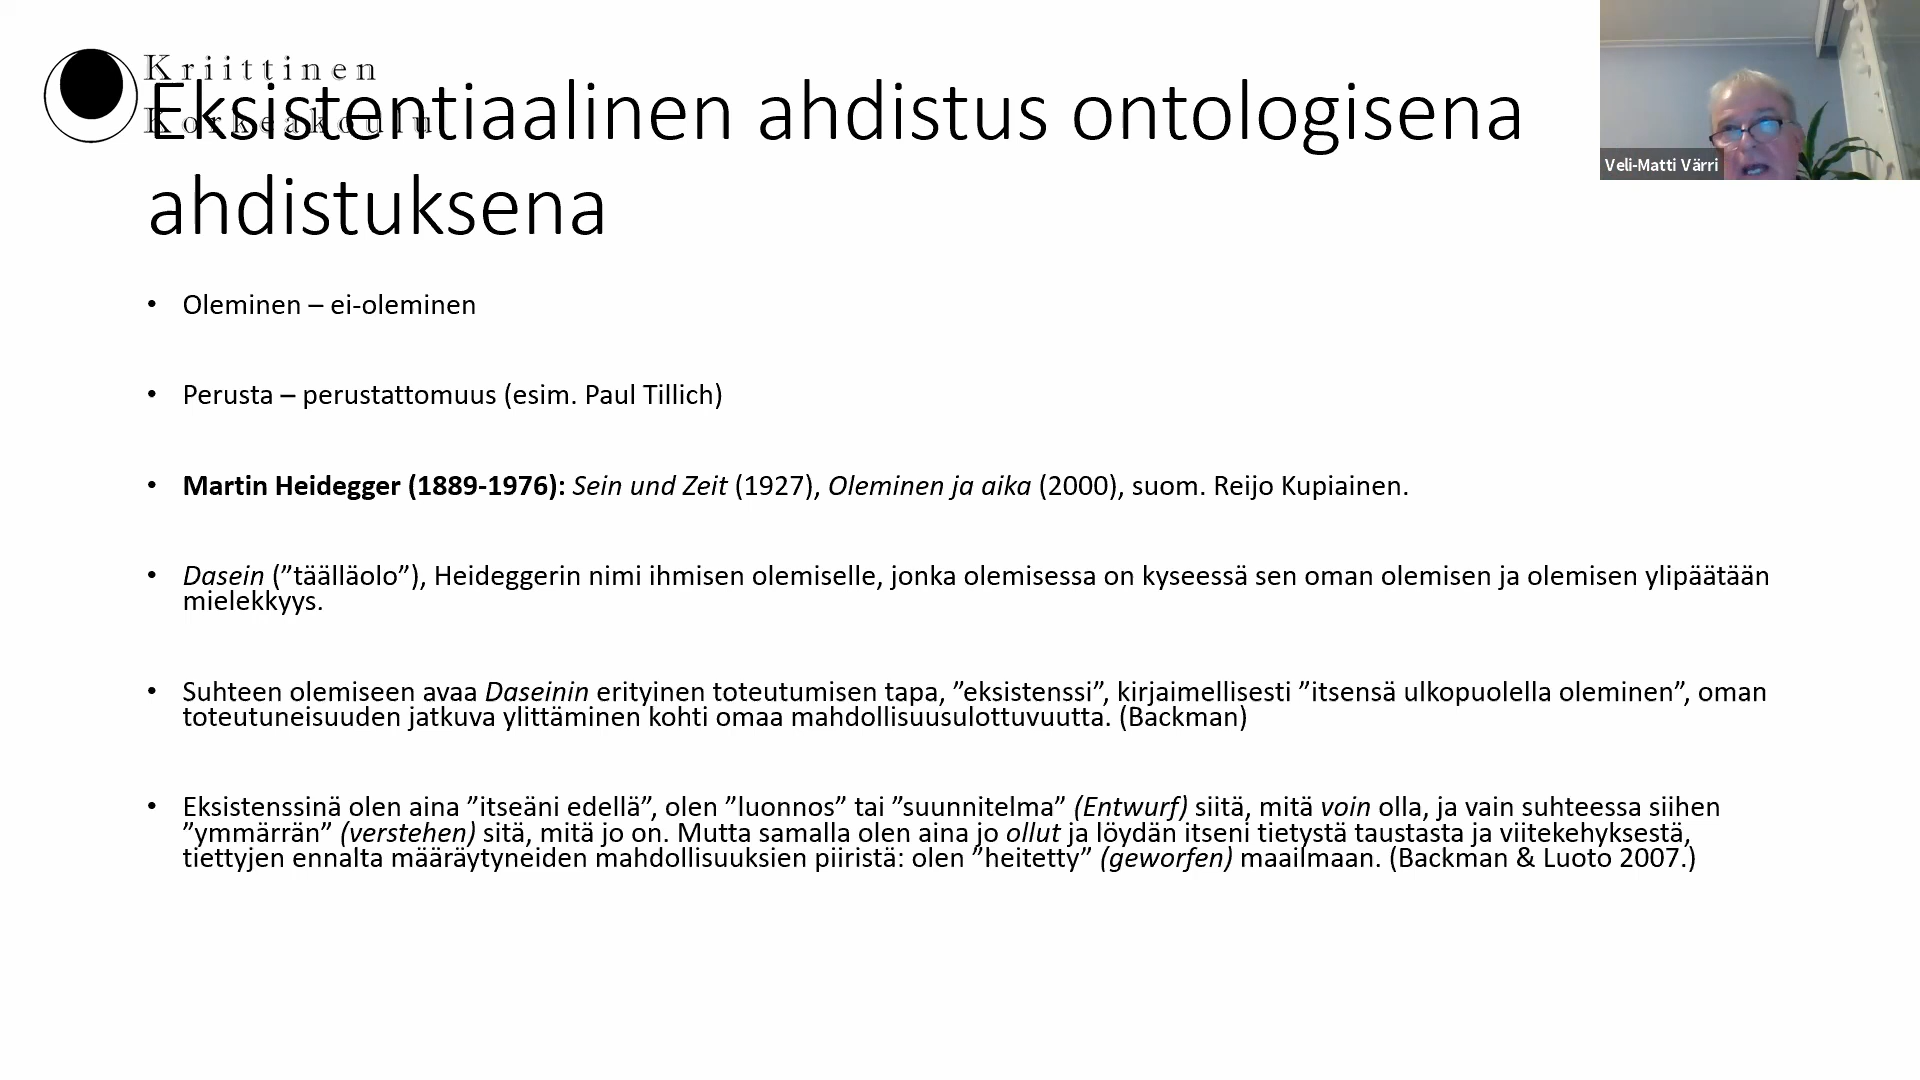 Kriittinen
Korkeakoulu
Eksistentiaalinen ahdistus ontologisena
ahdistuksena
Veli-Matti Värri
• Oleminen – ei-oleminen
• Perusta – perustattomuus (esim. Paul Tillich)
• Martin Heidegger (1889-1976): Sein und Zeit (1927), Oleminen ja aika (2000), suom. Reijo Kupiainen.
• Dasein (”täälläolo”), Heideggerin nimi ihmisen olemiselle, jonka olemisessa on kyseessä sen oman olemisen ja olemisen ylipäätään
mielekkyys.
• Suhteen olemiseen avaa Daseinin erityinen toteutumisen tapa, ”eksistenssi”, kirjaimellisesti ”itsensä ulkopuolella oleminen”, oman
toteutuneisuuden jatkuva ylittäminen kohti omaa mahdollisuusulottuvuutta. (Backman)
• Eksistenssinä olen aina ”itseäni edellä”, olen ”luonnos” tai ”suunnitelma” (Entwurf) siitä, mitä voin olla, ja vain suhteessa siihen
”ymmärrän” (verstehen) sitä, mitä jo on. Mutta samalla olen aina jo ollut ja löydän itseni tietystä taustasta ja viitekehyksestä,
tiettyjen ennalta määräytyneiden mahdollisuuksien piiristä: olen ”heitetty” (geworfen) maailmaan. (Backman & Luoto 2007.)